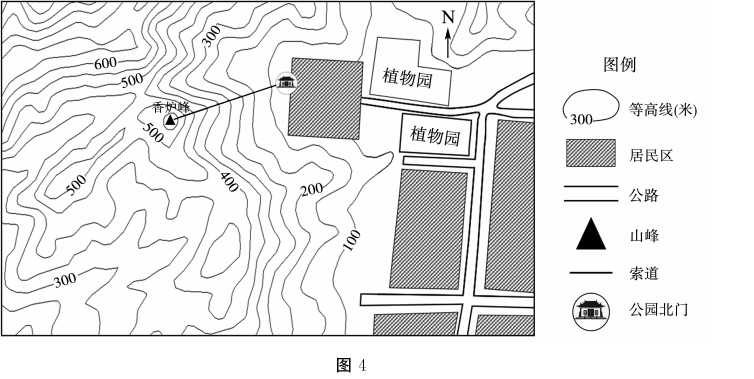 N
300
600
500
香炉峰
500
500
400
300
200
100
植物园
植物园
图例
300
等高线(米)
居民区
公路
山峰
索道
公园北门
图 4